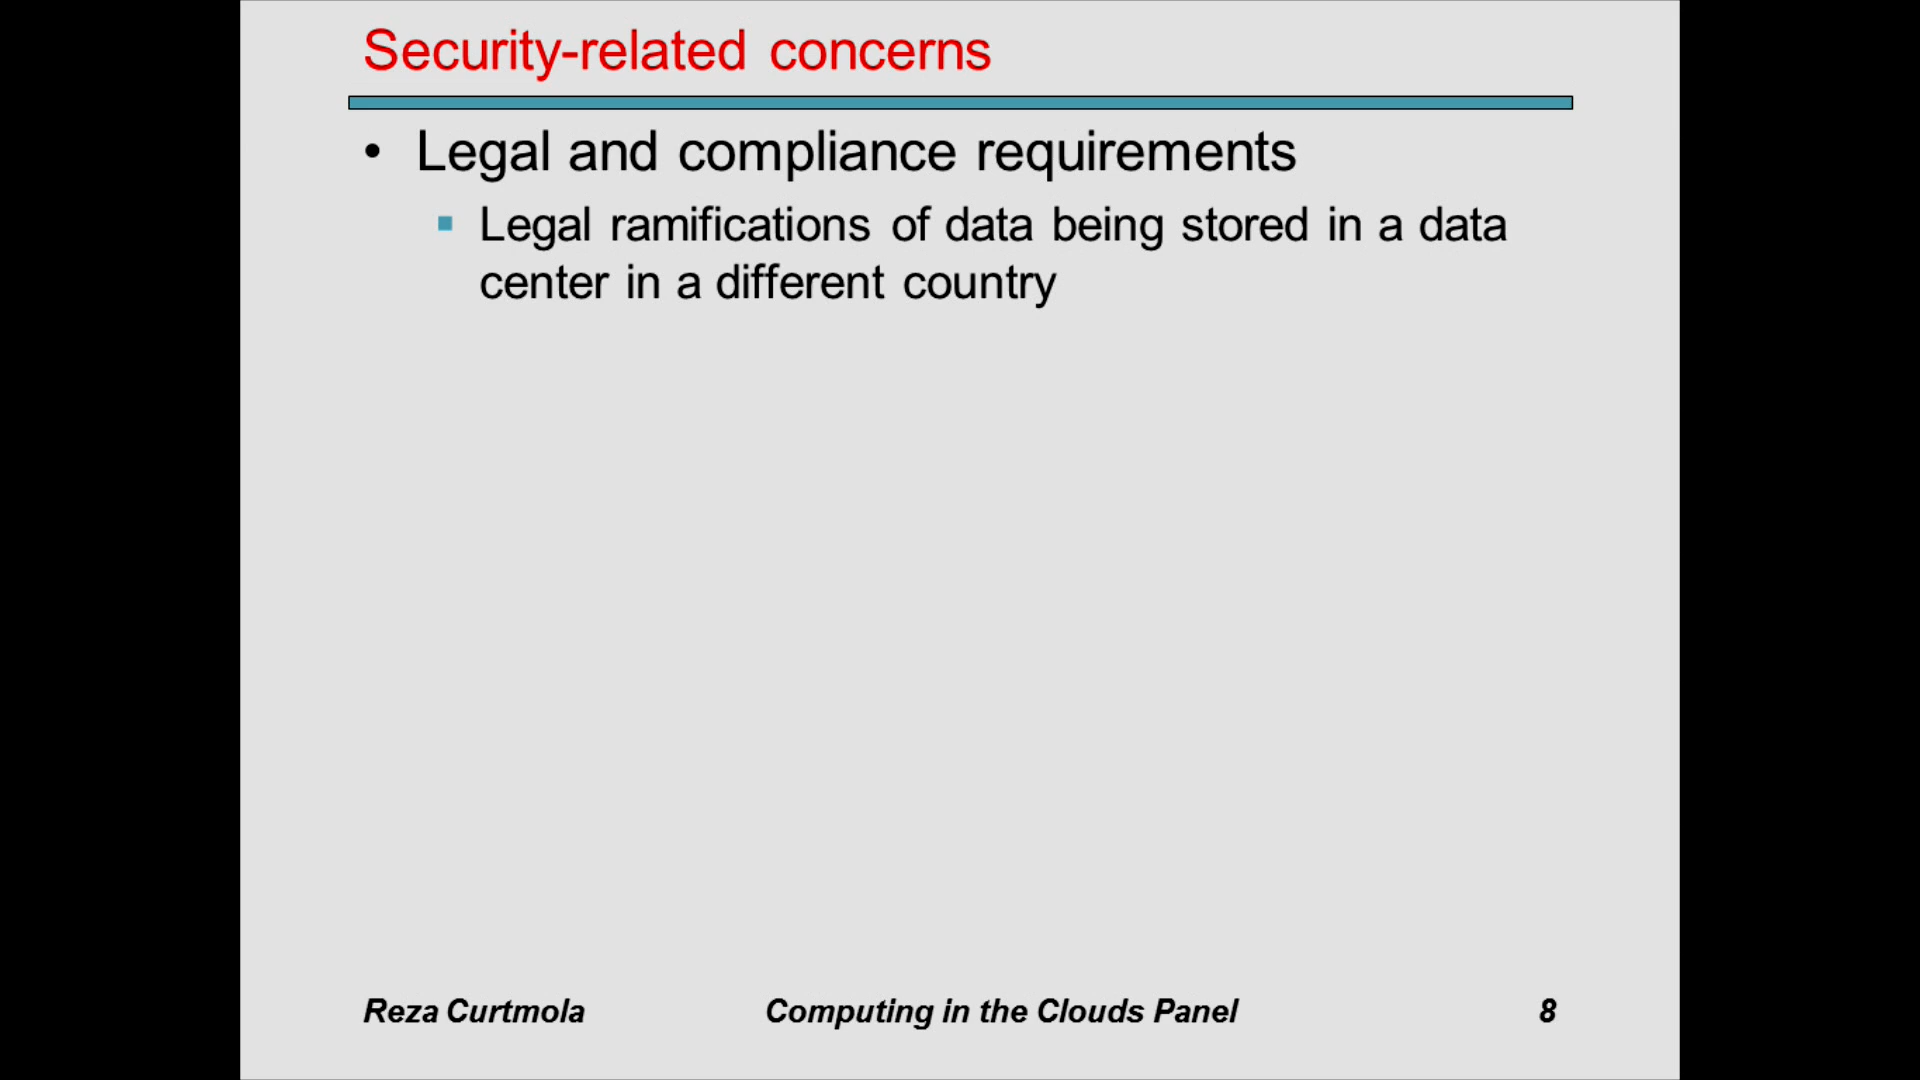 Security-related concerns
• Legal and compliance requirements
▪ Legal ramifications of data being stored in a data
center in a different country
Reza Curtmola Computing in the Clouds Panel 8